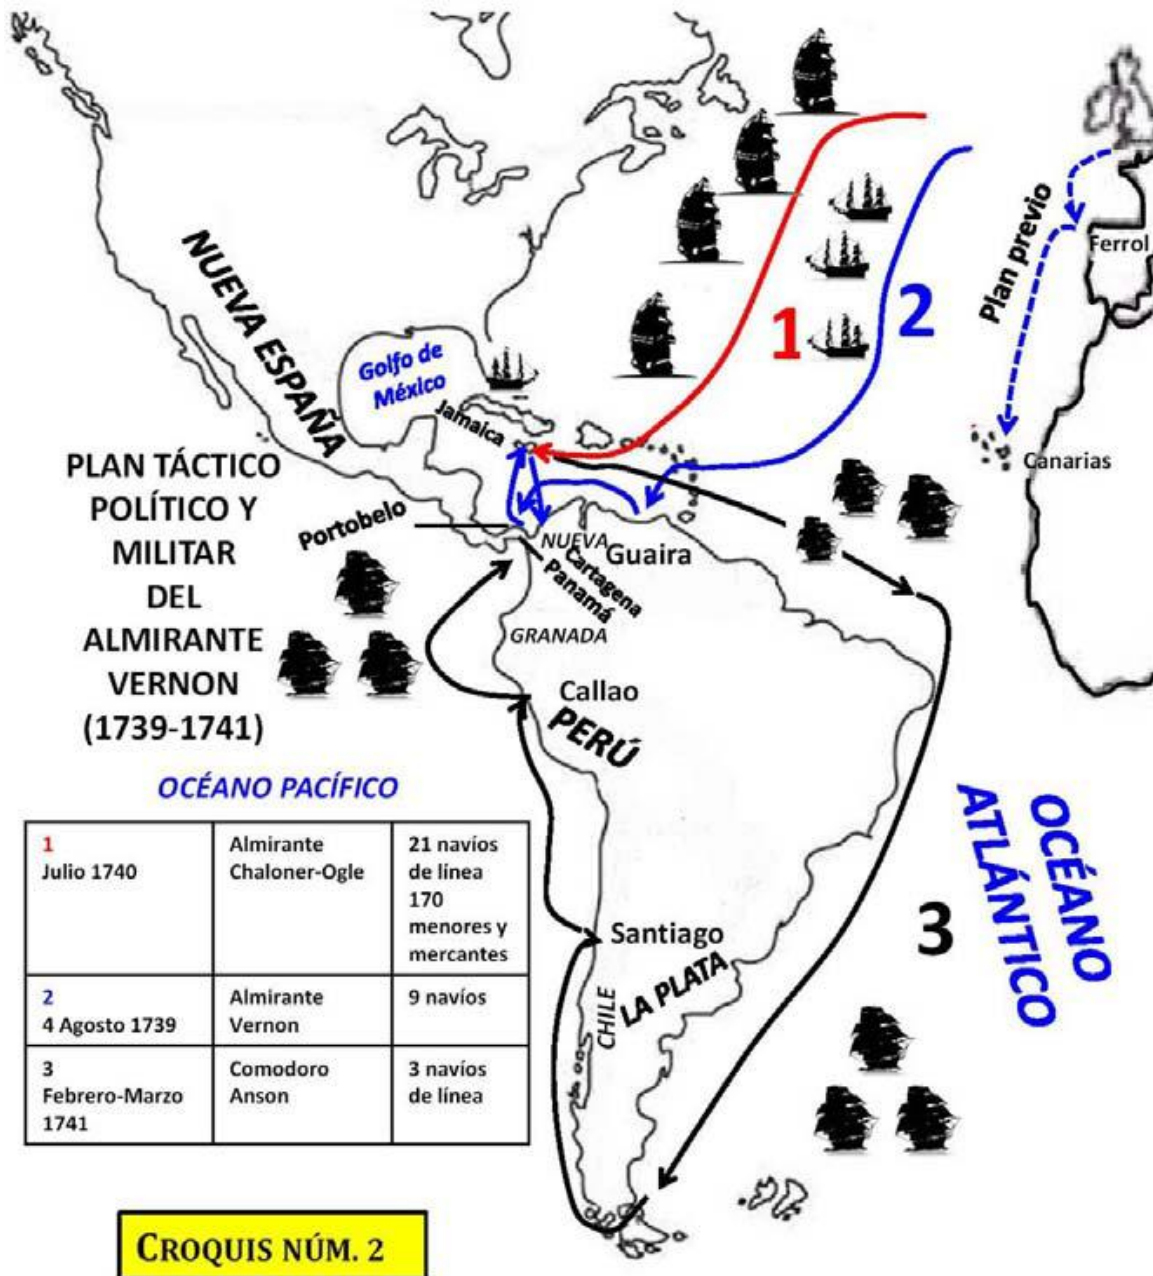 1
2
Plan previo
Ferrol
NUEVA ESPAÑA
Golfo de
México
Jamaica
Canarias
PLAN TÁCTICO
POLÍTICO Y
MILITAR
DEL
ALMIRANTE
VERNON
(1739-1741)
Portobelo
NUEVA
Guaira
Cartagena
Panamá
GRANADA
Callao
PERÚ
OCÉANO PACÍFICO
OCÉANO
ATLÁNTICO
3
Santiago
LA PLATA
CHILE
1
Julio 1740
Almirante
Chaloner-Ogle
21 navíos
de línea
170
menores y
mercantes
2
4 Agosto 1739
Almirante
Vernon
9 navíos
3
Febrero-Marzo
1741
Comodoro
Anson
3 navíos
de línea
CROQUIS NÚM. 2